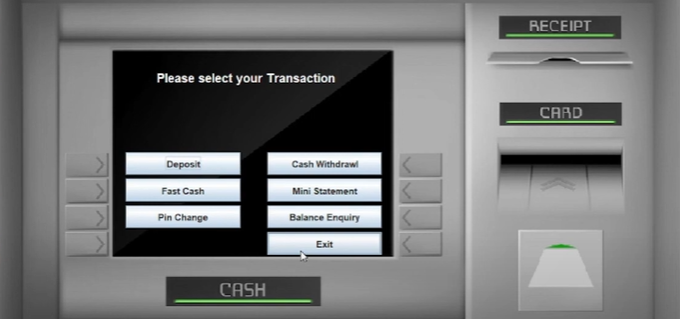 RECEIPT
Please select your Transaction
CARD
Deposit
Cash Withdrawl
Fast Cash
Mini Statement
Pin Change
Balance Enquiry
Exit
CASH